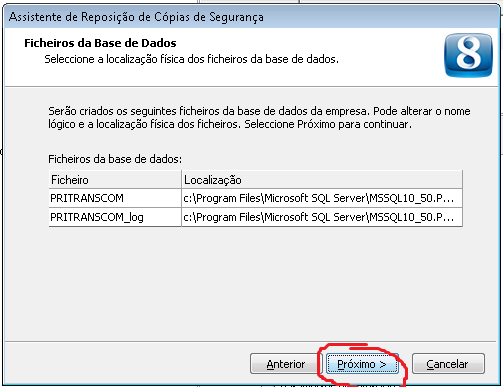 Assistente de Reposição de Cópias de Segurança
Ficheiros da Base de Dados
Seleccione a localização física dos ficheiros da base de dados.
8
Serão criados os seguintes ficheiros da base de dados da empresa. Pode alterar o nome
lógico e a localização física dos ficheiros. Seleccione Próximo para continuar.
Ficheiros da base de dados:
Ficheiro Localização
PRITRANSCOM c:\Program Files\Microsoft SQL Server\MSSQL10_50.P...
PRITRANSCOM_log c:\Program Files\Microsoft SQL Server\MSSQL10_50.P...
Anterior Próximo > Cancelar